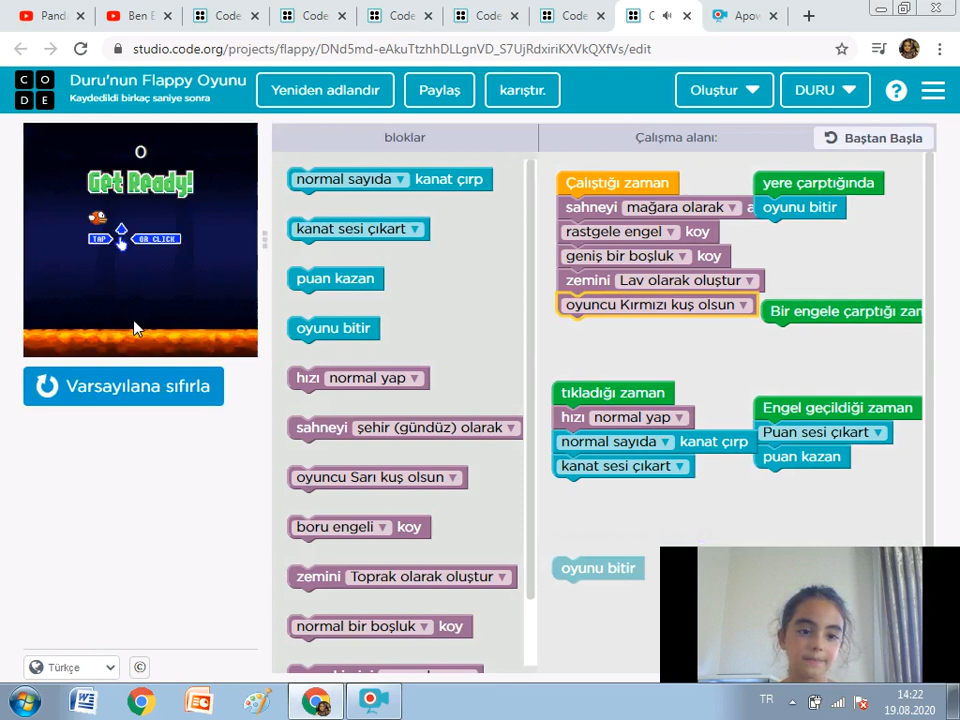 Pand
Ben E
Code
Code
Code
Code
Code
C
Apow
studio.code.org/projects/flappy/DNd5md-eAkuTtzhhDLLgnVD_S7UjRdxiriKXVkQXfVs/edit
C O
D E
Duru'nun Flappy Oyunu
Kaydedildi birkaç saniye sonra
Yeniden adlandır
Paylaş
karıştır.
Oluştur
DURU
?
bloklar
Çalışma alanı:
Baştan Başla
0
Get Ready!
TAP
OR CLICK
Varsayılana sıfırla
normal sayıda kanat çırp
kanat sesi çıkart
puan kazan
oyunu bitir
hızı normal yap
sahneyi şehir (gündüz) olarak
oyuncu Sarı kuş olsun
boru engeli koy
zemini Toprak olarak oluştur
normal bir boşluk koy
Çalıştığı zaman
sahneyi mağara olarak a
rastgele engel koy
geniş bir boşluk koy
zemini Lav olarak oluştur
oyuncu Kırmızı kuş olsun
yere çarptığında
oyunu bitir
Bir engele çarptığı zan
tıkladığı zaman
hızı normal yap
normal sayıda kanat çırp
kanat sesi çıkart
Engel geçildiği zaman
Puan sesi çıkart
puan kazan
oyunu bitir
Türkçe
©
TR
14:22
19.08.2020